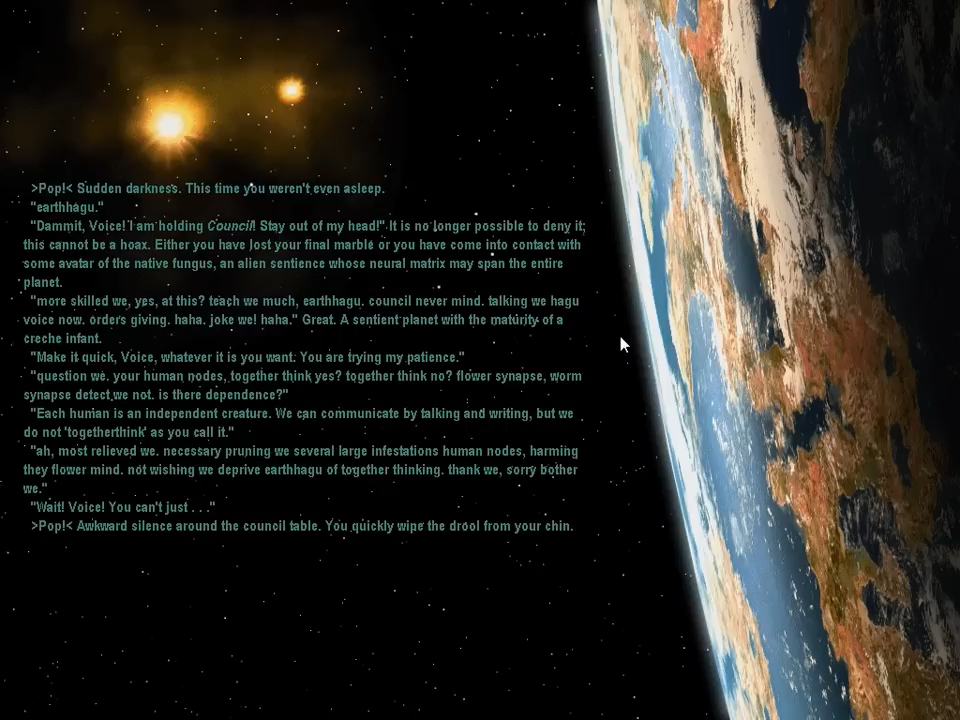 >Pop!< Sudden darkness. This time you weren't even asleep.
"earthhagu."
"Dammit, Voice! I am holding Council! Stay out of my head!" It is no longer possible to deny it;
this cannot be a hoax. Either you have lost your final marble or you have come into contact with
some avatar of the native fungus, an alien sentience whose neural matrix may span the entire
planet.
"more skilled we, yes, at this? teach we much, earthhagu. council never mind. talking we hagu
voice now. orders giving. haha. joke we! haha." Great. A sentient planet with the maturity of a
creche infant.
"Make it quick, Voice, whatever it is you want. You are trying my patience."
"question we. your human nodes, together think yes? together think no? flower synapse, worm
synapse detect we not. is there dependence?"
"Each human is an independent creature. We can communicate by talking and writing, but we
do not 'togetherthink' as you call it."
"ah, most relieved we. necessary pruning we several large infestations human nodes, harming
they flower mind. not wishing we deprive earthhagu of together thinking. thank we, sorry bother
we."
"Wait! Voice! You can't just . . ."
>Pop!< Awkward silence around the council table. You quickly wipe the drool from your chin.